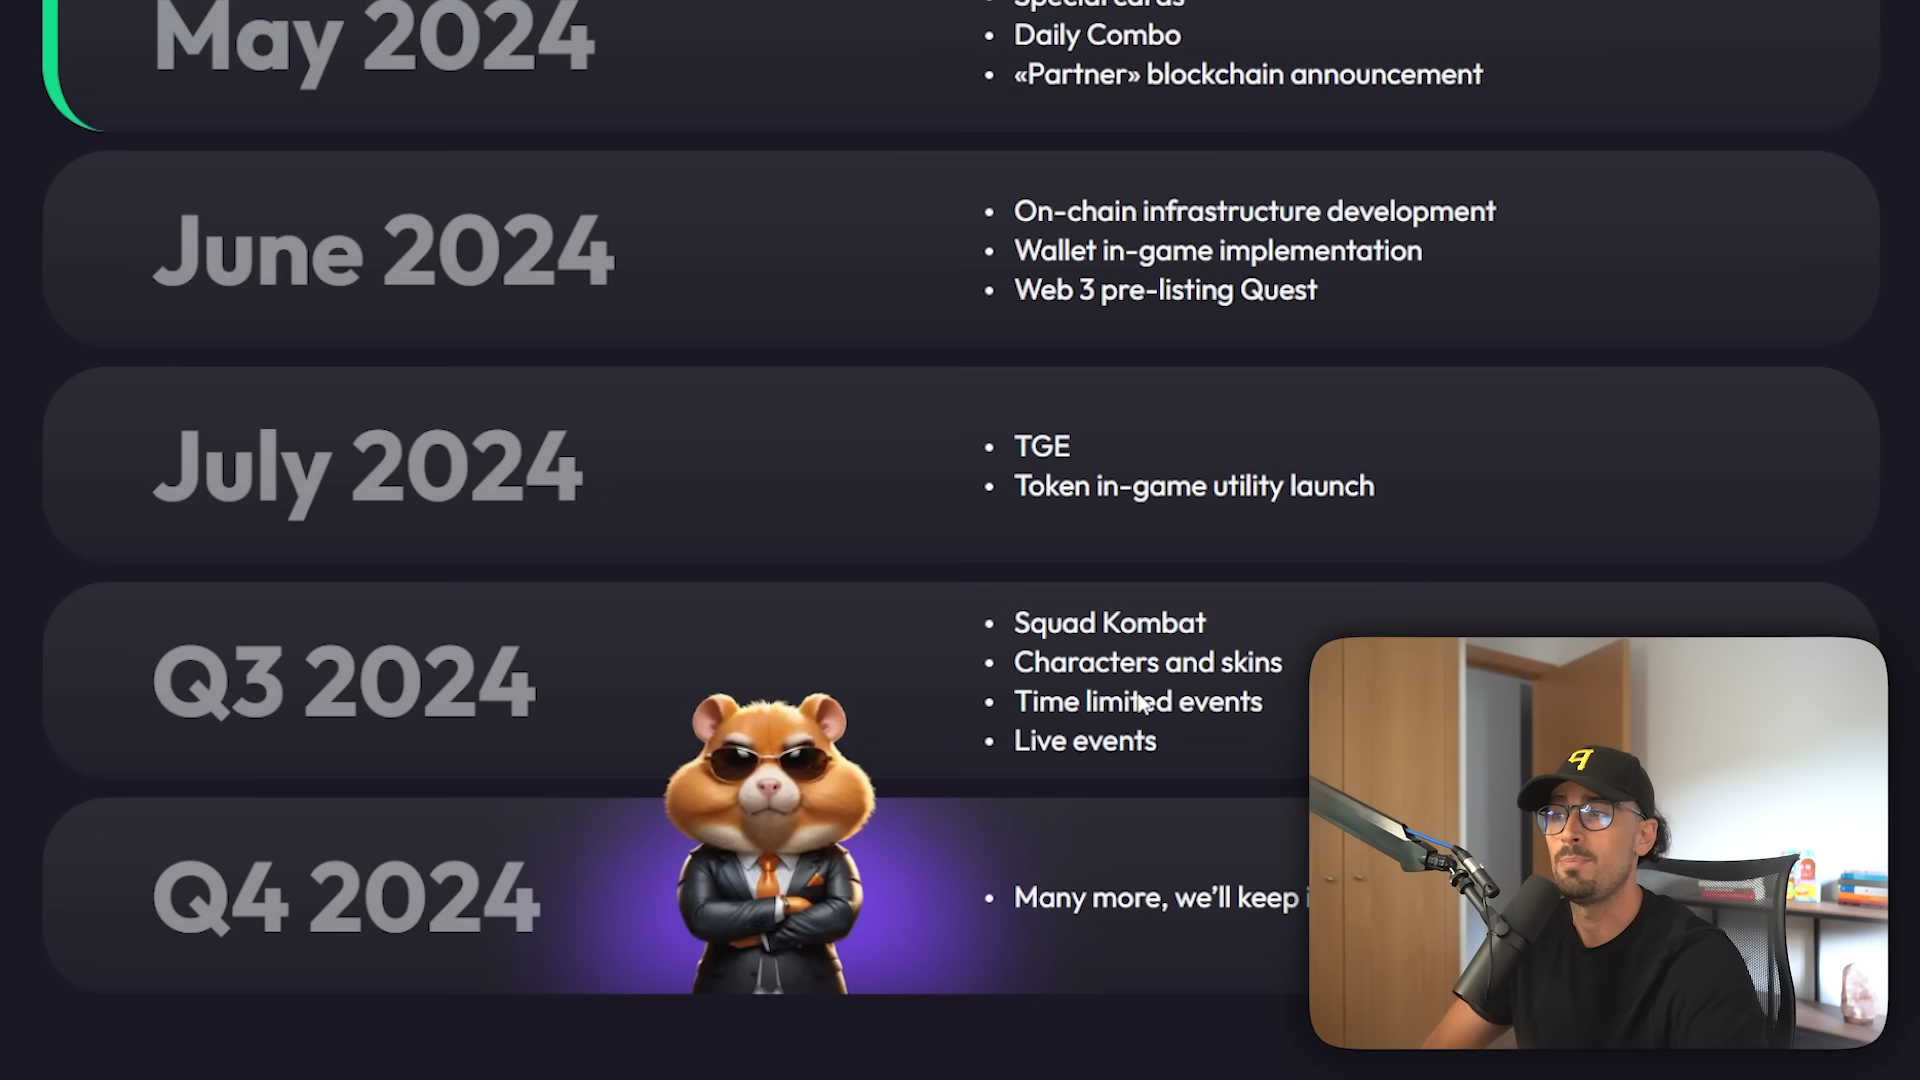 May 2024
Special cards
Daily Combo
«Partner» blockchain announcement
June 2024
On-chain infrastructure development
Wallet in-game implementation
Web 3 pre-listing Quest
July 2024
TGE
Token in-game utility launch
Q3 2024
Squad Kombat
Characters and skins
Time limited events
Live events
Q4 2024
Many more, we’ll keep